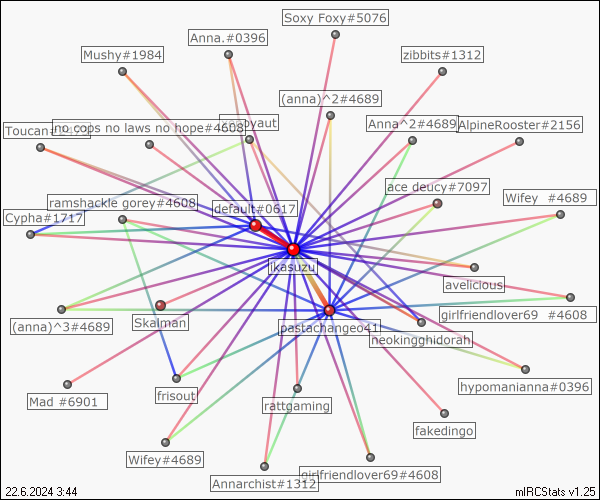 Soxy Foxy#5076
Anna.#0396
Mushy#1984
zibbits#1312
(anna)^2#4689
Anna^2#4689
AlpineRooster#2156
no cops no laws no hope#4608
ace deucy#7097
Wifey #4689
ramshackle gorey#4608
default#0617
Cypha#1717
ikasuzu
avelicious
girlfriendlover69 #4608
(anna)^3#4689
Skalman
pastachangeo41
neokingghidorah
hypomanianna#0396
Mad #6901
frisout
rattgaming
fakedingo
Wifey#4689
Annarchist#1312
girlfriendlover69#4608
22.6.2024 3:44
mIRCStats v1.25